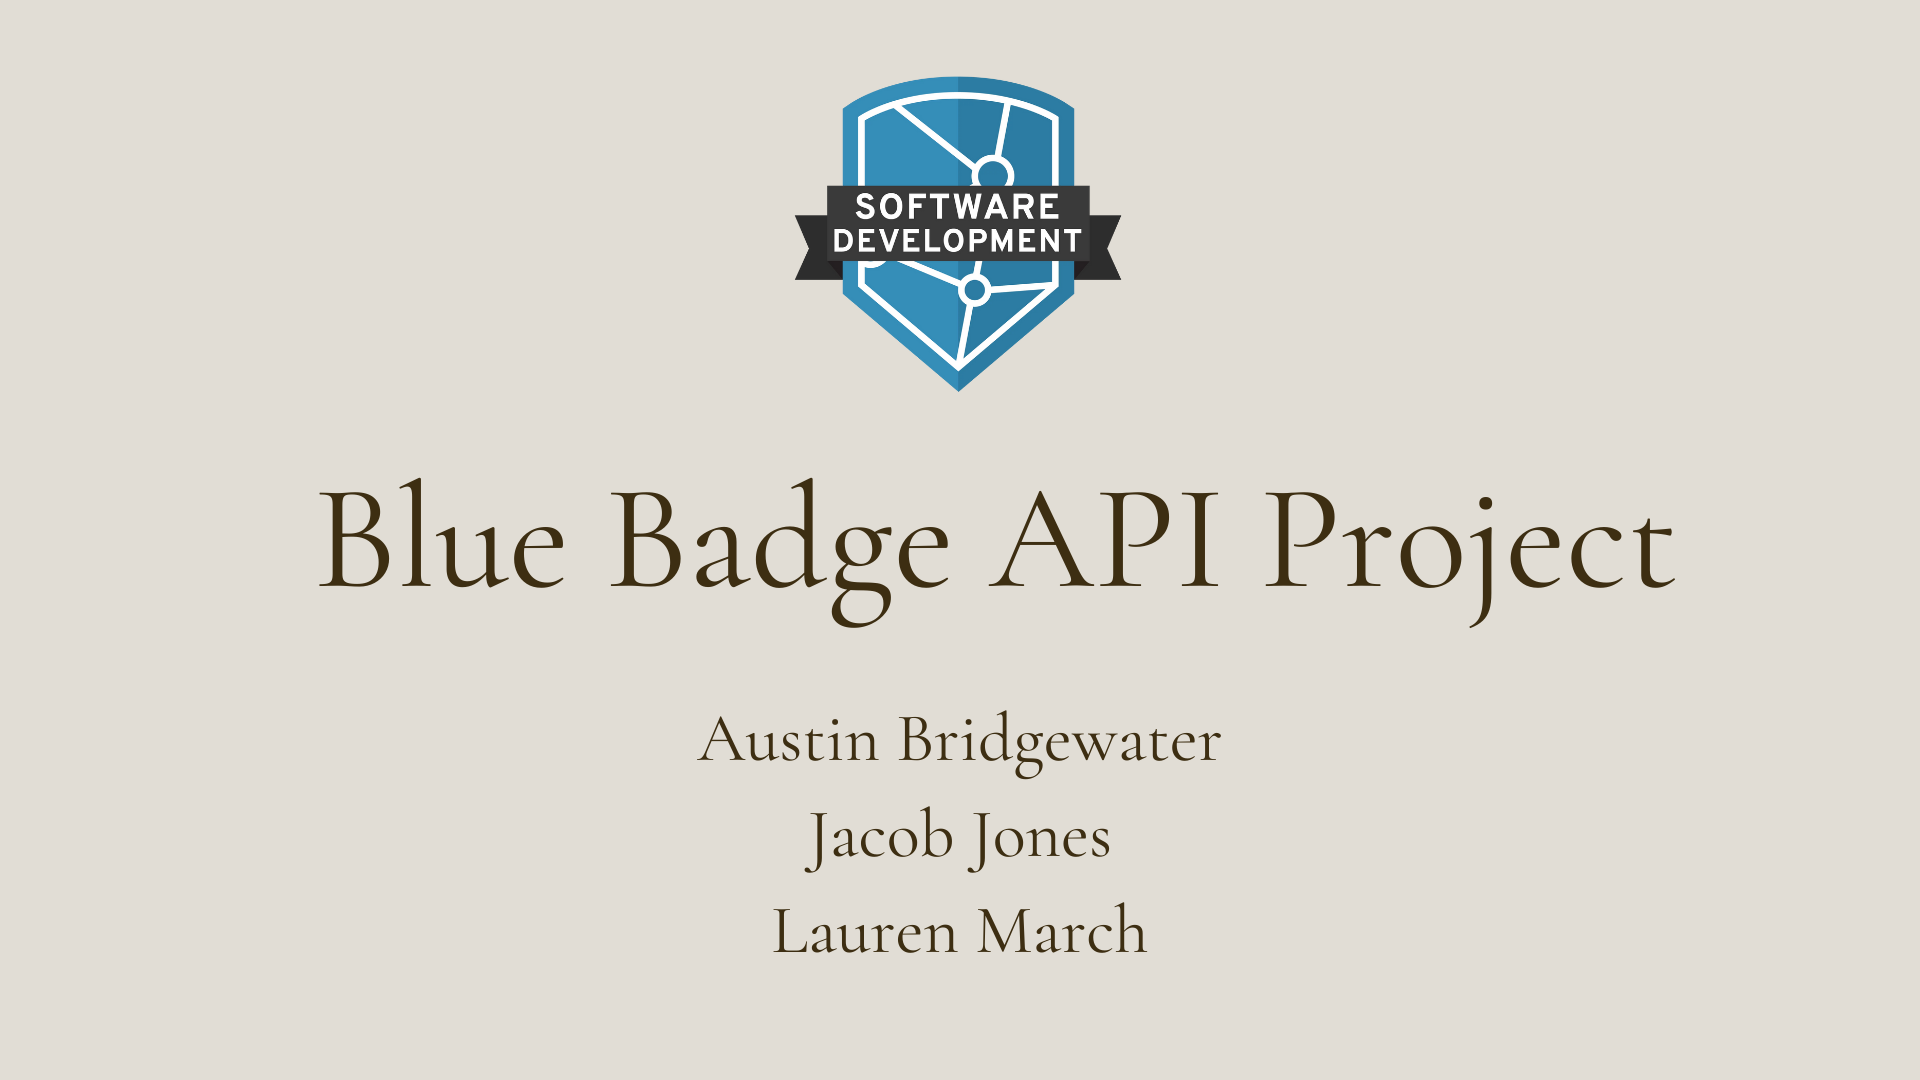 SOFTWARE
DEVELOPMENT
Blue Badge API Project
Austin Bridgewater
Jacob Jones
Lauren March